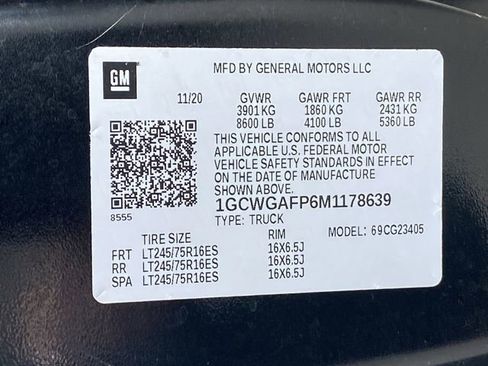 GM
MFD BY GENERAL MOTORS LLC
11/20 GVWR GAWR FRT GAWR RR
3901 KG 1860 KG 2431 KG
8600 LB 4100 LB 5360 LB
THIS VEHICLE CONFORMS TO ALL
APPLICABLE U.S. FEDERAL MOTOR
VEHICLE SAFETY STANDARDS IN EFFECT
ON THE DATE OF MANUFACTURE
SHOWN ABOVE.
8555 1GCWGAFP6M1178639
TYPE: TRUCK MODEL: 69CG23405
TIRE SIZE RIM
FRT LT245/75R16ES 16X6.5J
RR LT245/75R16ES 16X6.5J
SPA LT245/75R16ES 16X6.5J